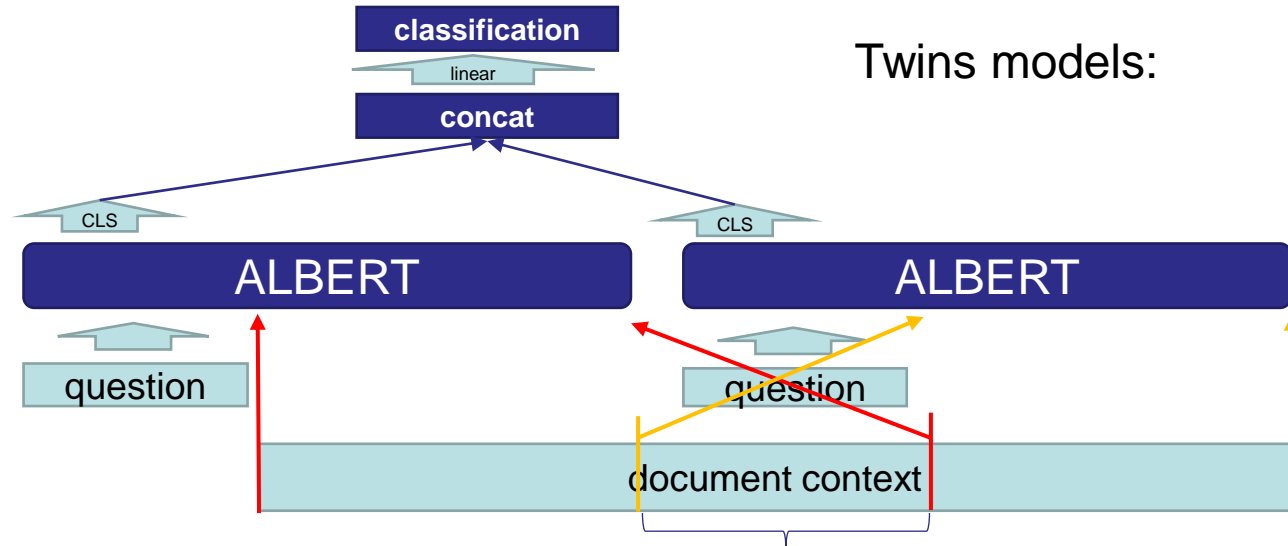 classification
Twins models:
linear
concat
CLS
CLS
ALBERT
ALBERT
question
question
document context